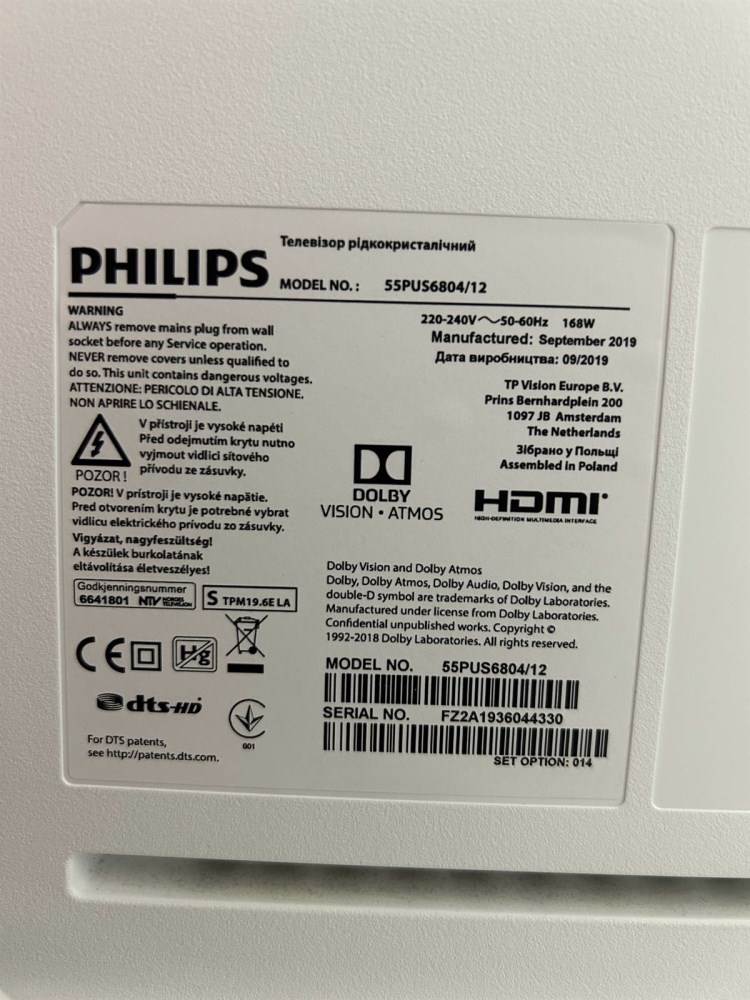 Телевізор рідкокристалічний
PHILIPS
MODEL NO.: 55PUS6804/12
WARNING
ALWAYS remove mains plug from wall
socket before any Service operation.
NEVER remove covers unless qualified to
do so. This unit contains dangerous voltages.
ATTENZIONE: PERICOLO DI ALTA TENSIONE.
NON APRIRE LO SCHIENALE.
220-240V~50-60Hz 168W
Manufactured: September 2019
Дата виробництва: 09/2019
TP Vision Europe B.V.
Prins Bernhardplein 200
1097 JB Amsterdam
The Netherlands
Зібрано у Польщі
Assembled in Poland
V přístroji je vysoké napětí
Před odejmutím krytu nutno
vyjmout vidlici síťového
přívodu ze zásuvky.
POZOR !
POZOR! V prístroji je vysoké napätie.
Pred otvorením krytu je potrebné vybrat
vidlicu elektrického prívodu zo zásuvky.
Vigyázat, nagyfeszültség!
A készülek burkolatának
eltávolítása életveszélyes!
DOLBY
VISION • ATMOS
HDMI
HIGH-DEFINITION MULTIMEDIA INTERFACE
Godkjenningsnummer
6641801 NTV
S TPM19.6E LA
Dolby Vision and Dolby Atmos
Dolby, Dolby Atmos, Dolby Audio, Dolby Vision, and the
double-D symbol are trademarks of Dolby Laboratories.
Manufactured under license from Dolby Laboratories.
Confidential unpublished works. Copyright ©
1992-2018 Dolby Laboratories. All rights reserved.
CE
Hg
dts-HD
001
For DTS patents,
see http://patents.dts.com.
MODEL NO. 55PUS6804/12
SERIAL NO. FZ2A1936044330
SET OPTION: 014